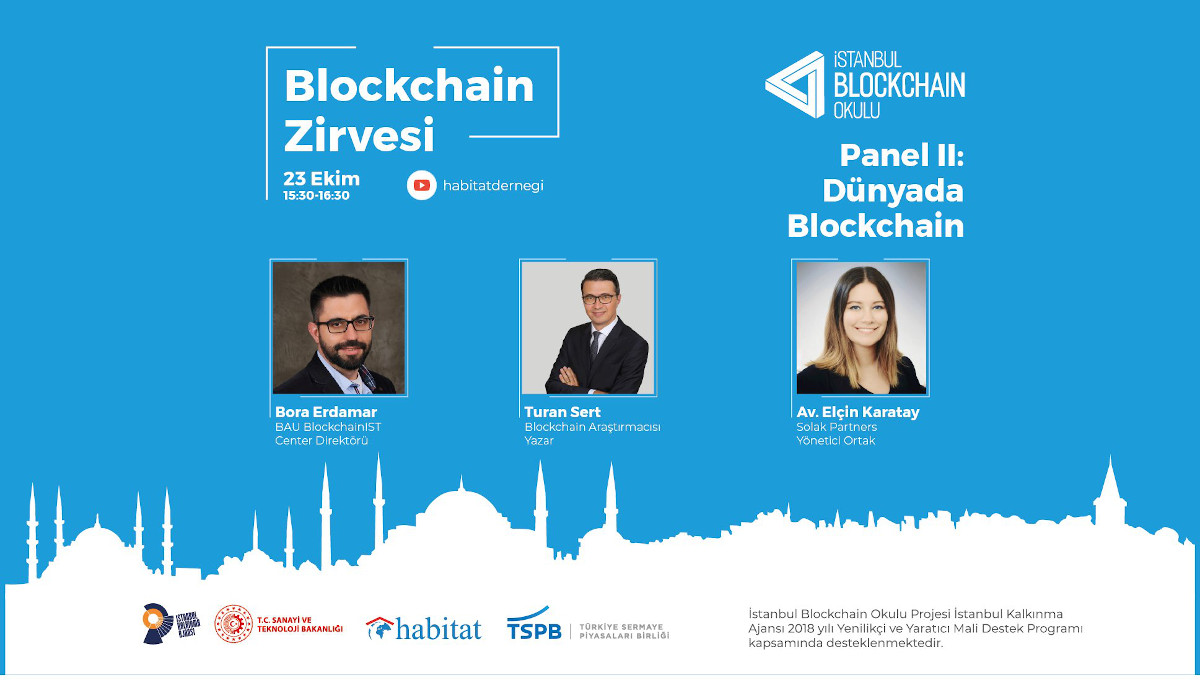 Blockchain
Zirvesi
23 Ekim
15:30-16:30
habitatdernegi
İSTANBUL
BLOCKCHAIN
OKULU
Panel II:
Dünyada
Blockchain
Bora Erdamar
BAU BlockchainIST
Center Direktörü
Turan Sert
Blockchain Araştırmacısı
Yazar
Av. Elçin Karatay
Solak Partners
Yönetici Ortak
İSTANBUL
KALKINMA
AJANSI
T.C. SANAYİ VE
TEKNOLOJİ BAKANLIĞI
habitat
TSPB
TÜRKİYE SERMAYE
PİYASALARI BİRLİĞİ
İstanbul Blockchain Okulu Projesi İstanbul Kalkınma
Ajansı 2018 yılı Yenilikçi ve Yaratıcı Mali Destek Programı
kapsamında desteklenmektedir.